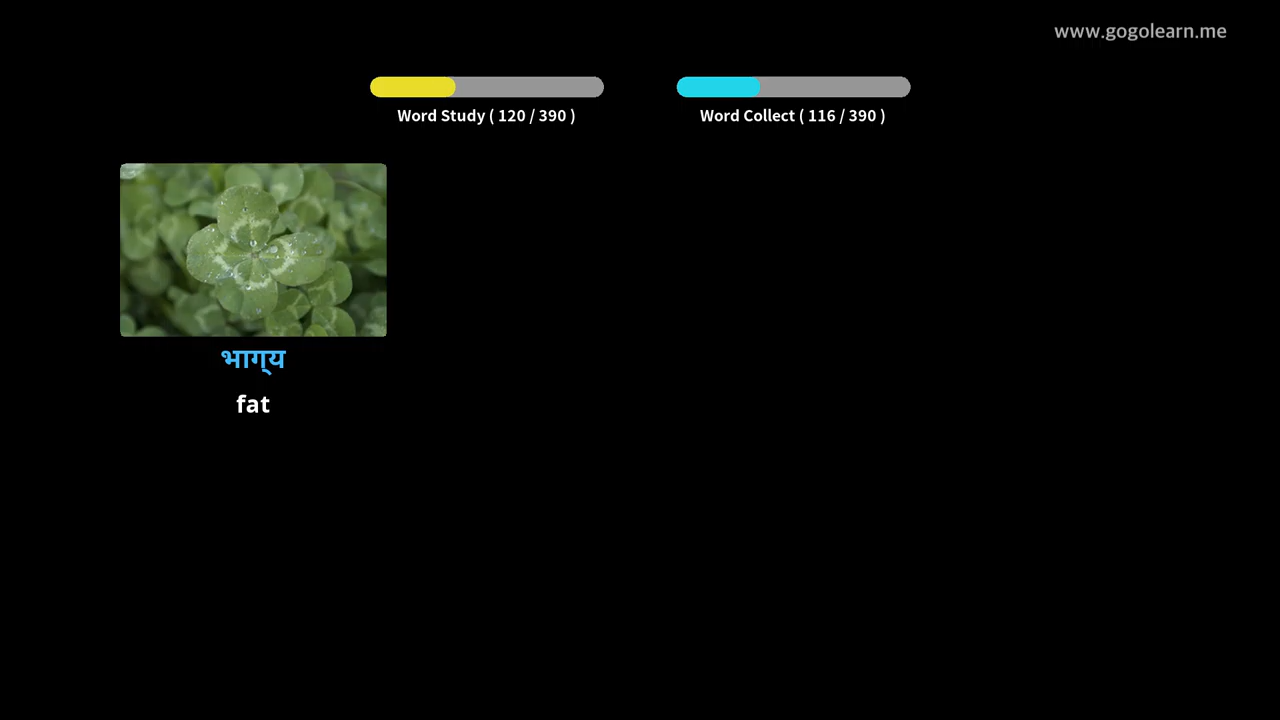 www.gogolearn.me
Word Study ( 120 / 390 )
Word Collect ( 116 / 390 )
भाग्‌य
fat